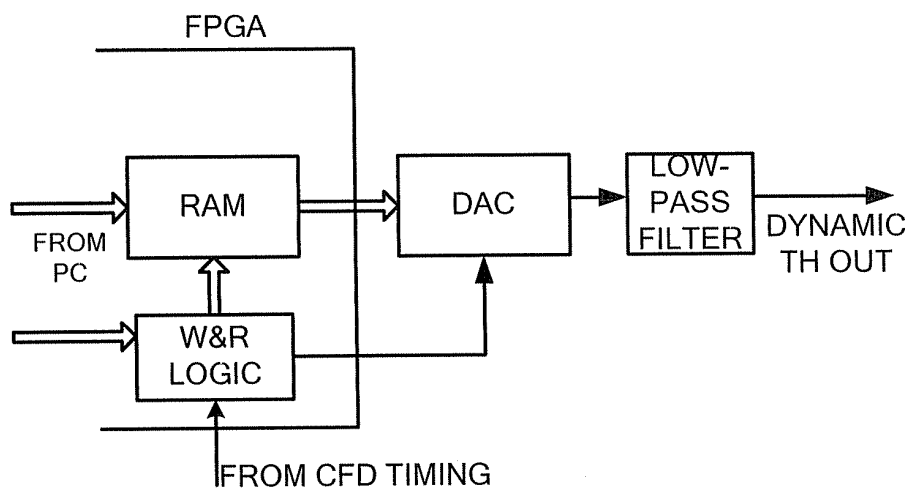 FPGA
RAM
DAC
LOW-
PASS
FILTER
FROM
PC
DYNAMIC
TH OUT
W&R
LOGIC
FROM CFD TIMING